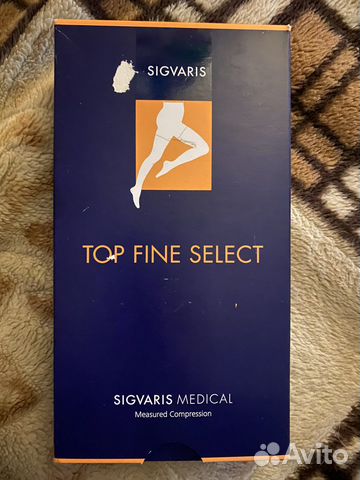 SIGVARIS
TOP FINE SELECT
SIGVARIS MEDICAL
Measured Compression
Avito